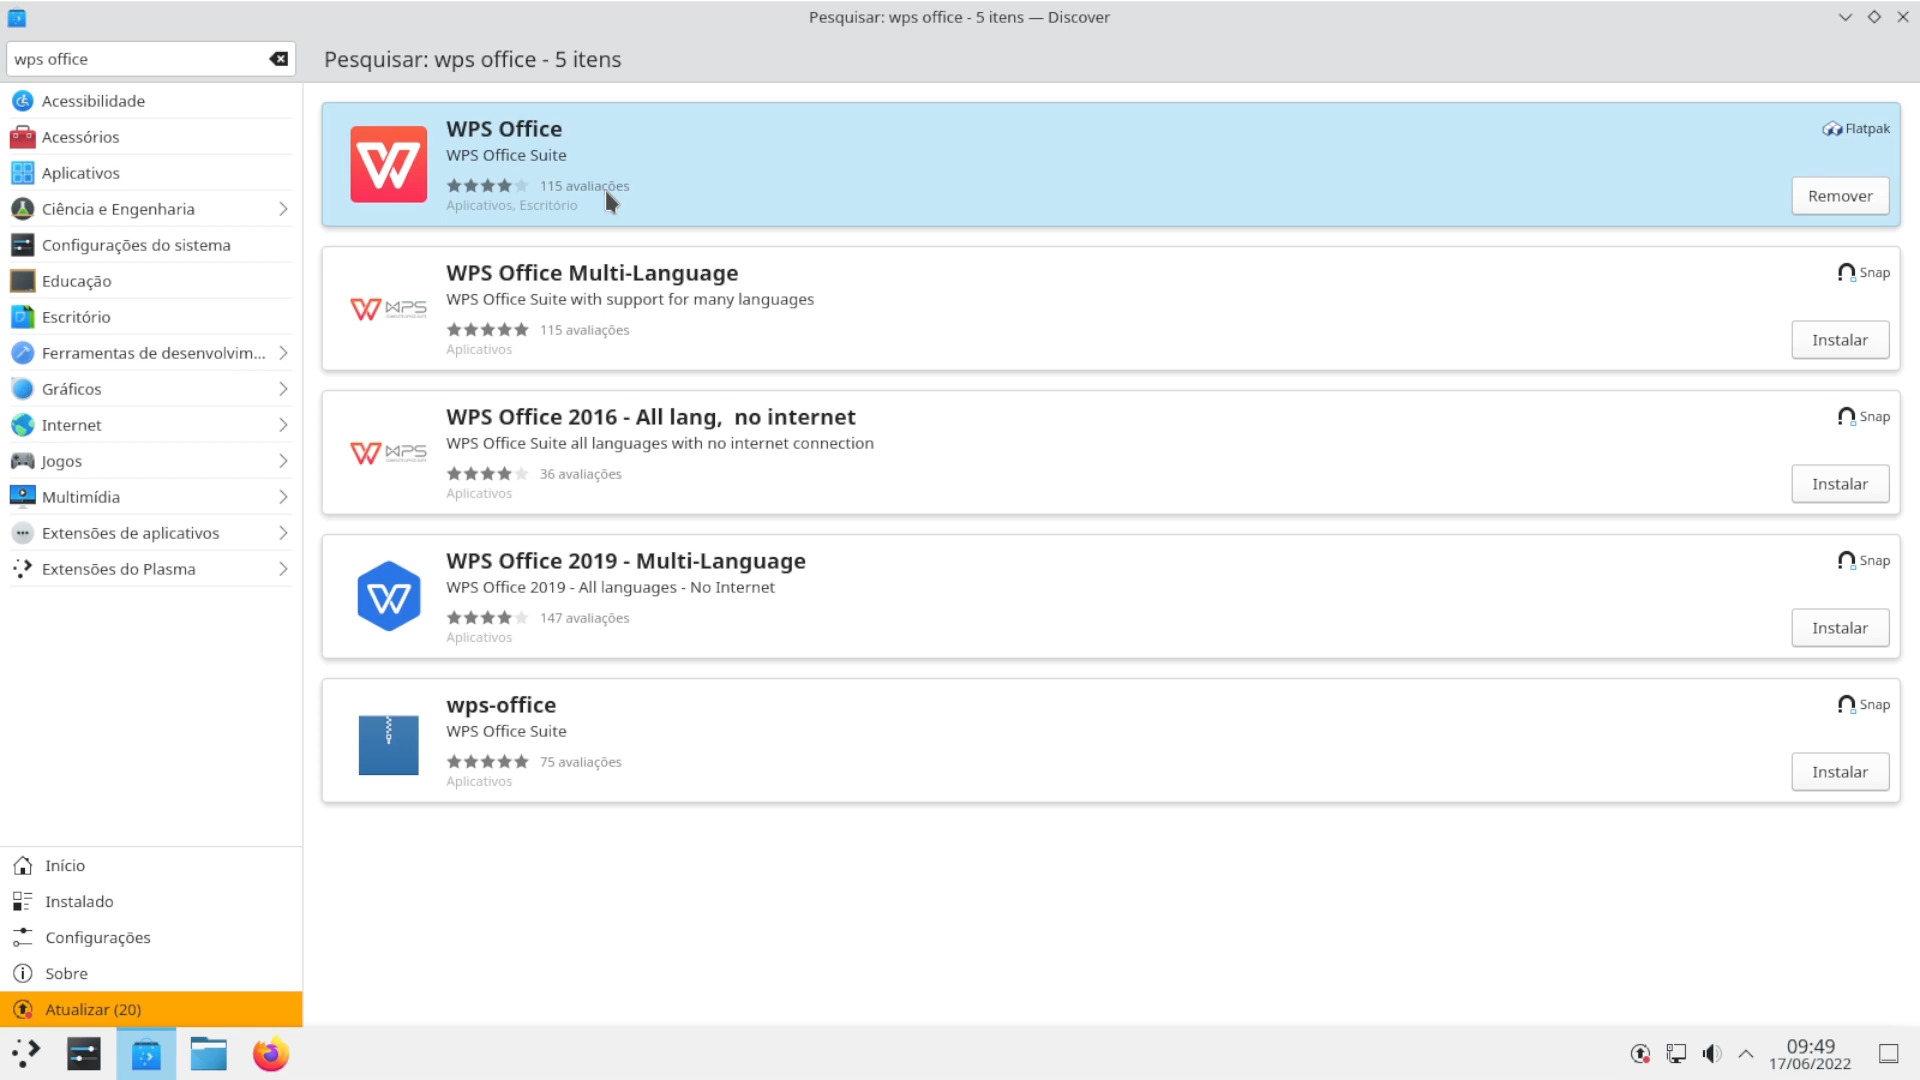 Pesquisar: wps office - 5 itens — Discover
wps office
Pesquisar: wps office - 5 itens
Acessibilidade
Acessórios
Aplicativos
Ciência e Engenharia
Configurações do sistema
Educação
Escritório
Ferramentas de desenvolvim...
Gráficos
Internet
Jogos
Multimídia
Extensões de aplicativos
Extensões do Plasma
Início
Instalado
Configurações
Sobre
Atualizar (20)
WPS Office
Flatpak
WPS Office Suite
115 avaliações
Aplicativos, Escritório
Remover
WPS Office Multi-Language
Snap
WPS Office Suite with support for many languages
WPS
115 avaliações
Aplicativos
Instalar
WPS Office 2016 - All lang,  no internet
Snap
WPS Office Suite all languages with no internet connection
WPS
36 avaliações
Aplicativos
Instalar
WPS Office 2019 - Multi-Language
Snap
WPS Office 2019 - All languages - No Internet
147 avaliações
Aplicativos
Instalar
wps-office
Snap
WPS Office Suite
75 avaliações
Aplicativos
Instalar
09:49
17/06/2022